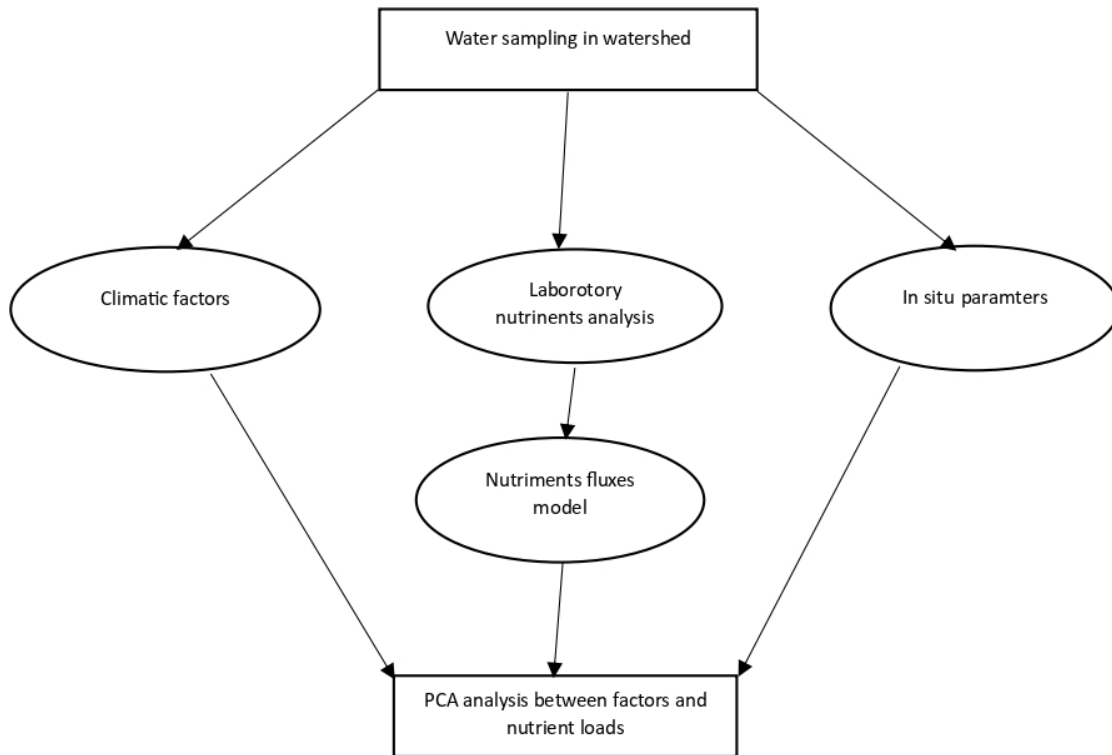 Water sampling in watershed
Climatic factors
Laborotory
nutrinents analysis
In situ paramters
Nutriments fluxes
model
PCA analysis between factors and
nutrient loads